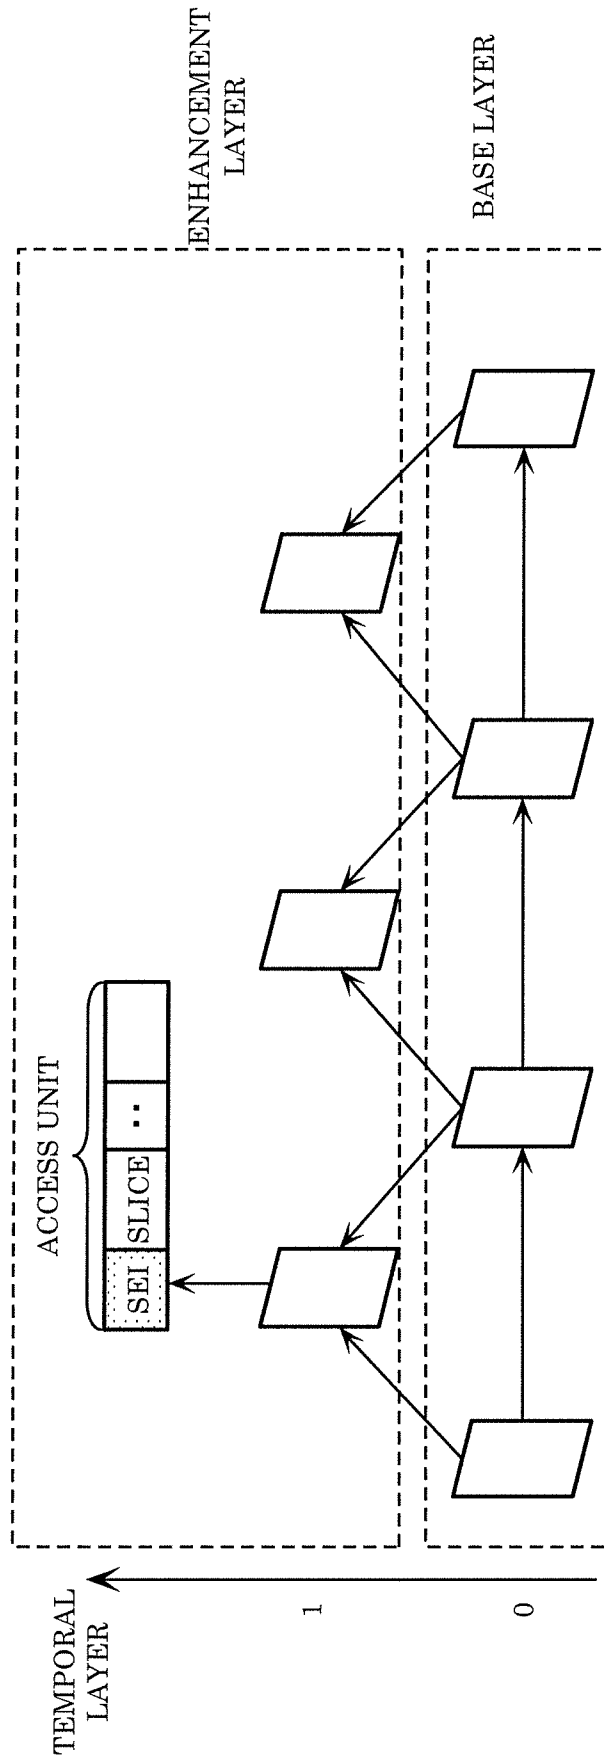 TEMPORAL
LAYER
1
0
ACCESS UNIT
SEI SLICE ..
ENHANCEMENT
LAYER
BASE LAYER